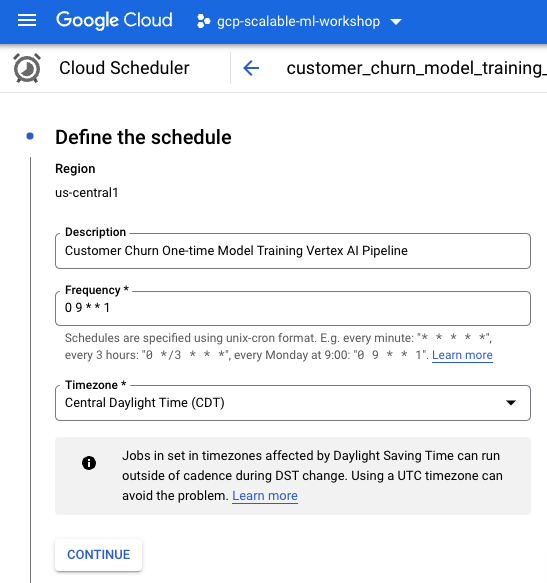 Google Cloud
gcp-scalable-ml-workshop
Cloud Scheduler
customer_churn_model_training_
Define the schedule
Region
us-central1
Description
Customer Churn One-time Model Training Vertex AI Pipeline
Frequency *
0 9 * * 1
Schedules are specified using unix-cron format. E.g. every minute: "* * * * *",
every 3 hours: "0 */3 * * *", every Monday at 9:00: "0 9 * * 1". Learn more
Timezone *
Central Daylight Time (CDT)
Jobs in set in timezones affected by Daylight Saving Time can run
outside of cadence during DST change. Using a UTC timezone can
avoid the problem. Learn more
CONTINUE